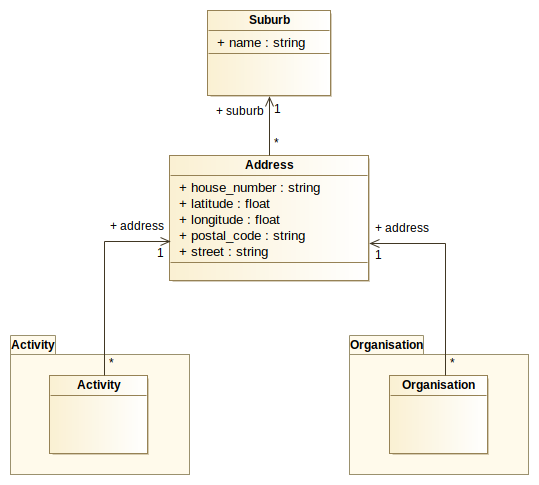 Suburb
+ name : string
+ suburb
1
*
Address
+ house_number : string
+ latitude : float
+ longitude : float
+ postal_code : string
+ street : string
+ address
1
+ address
1
Activity
*
Activity
Organisation
*
Organisation